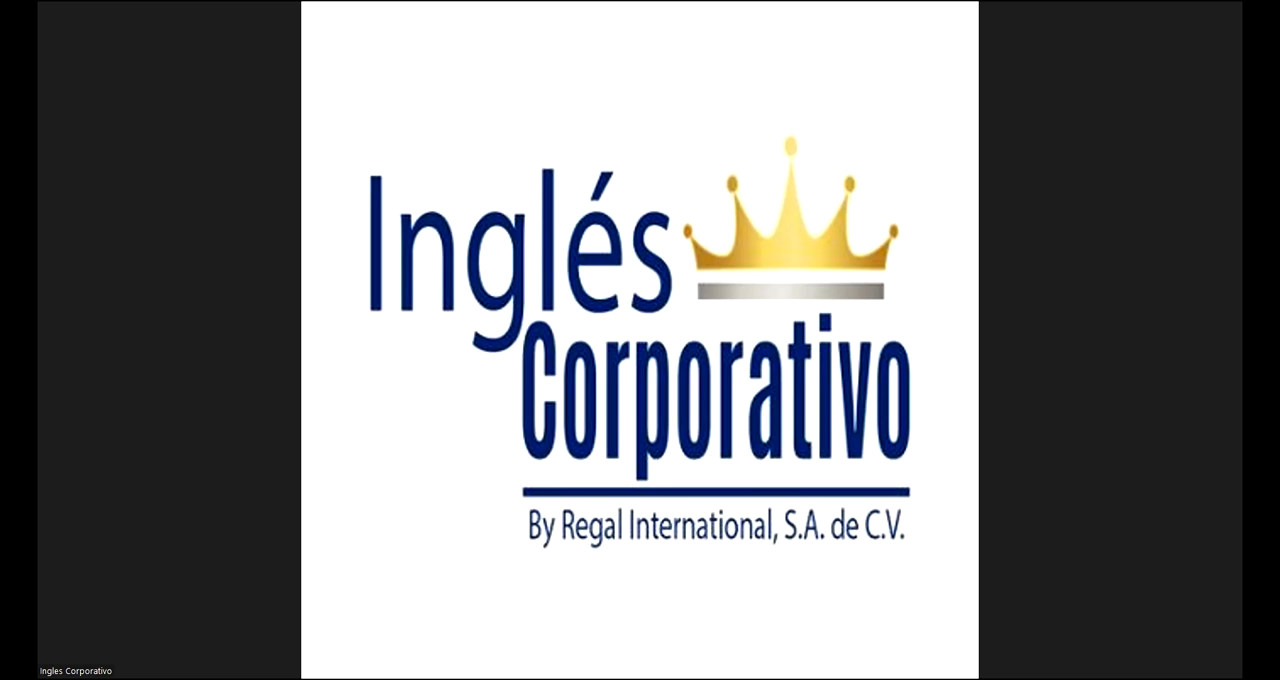 Inglés
Corporativo
By Regal International, S.A. de C.V.
Ingles Corporativo